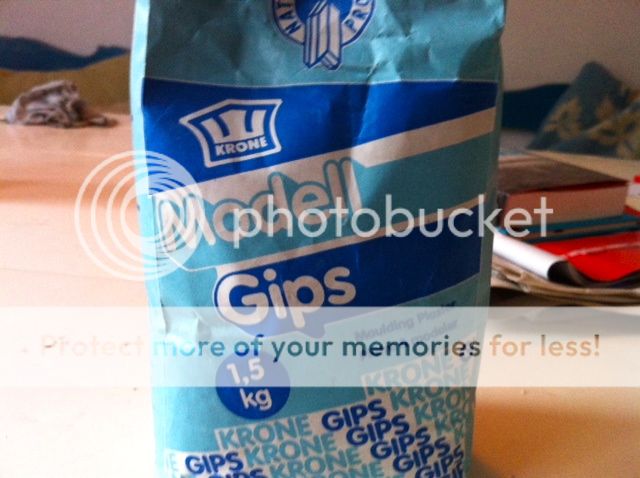 KRONE
Modell
photobucket
Gips
Moulding Plaster
Protect more of your memories for less!
1,5
kg
KRONE
KRONE GIPS KRONE
KRONE GIPS KRONE
GIPS KRONE GIPS